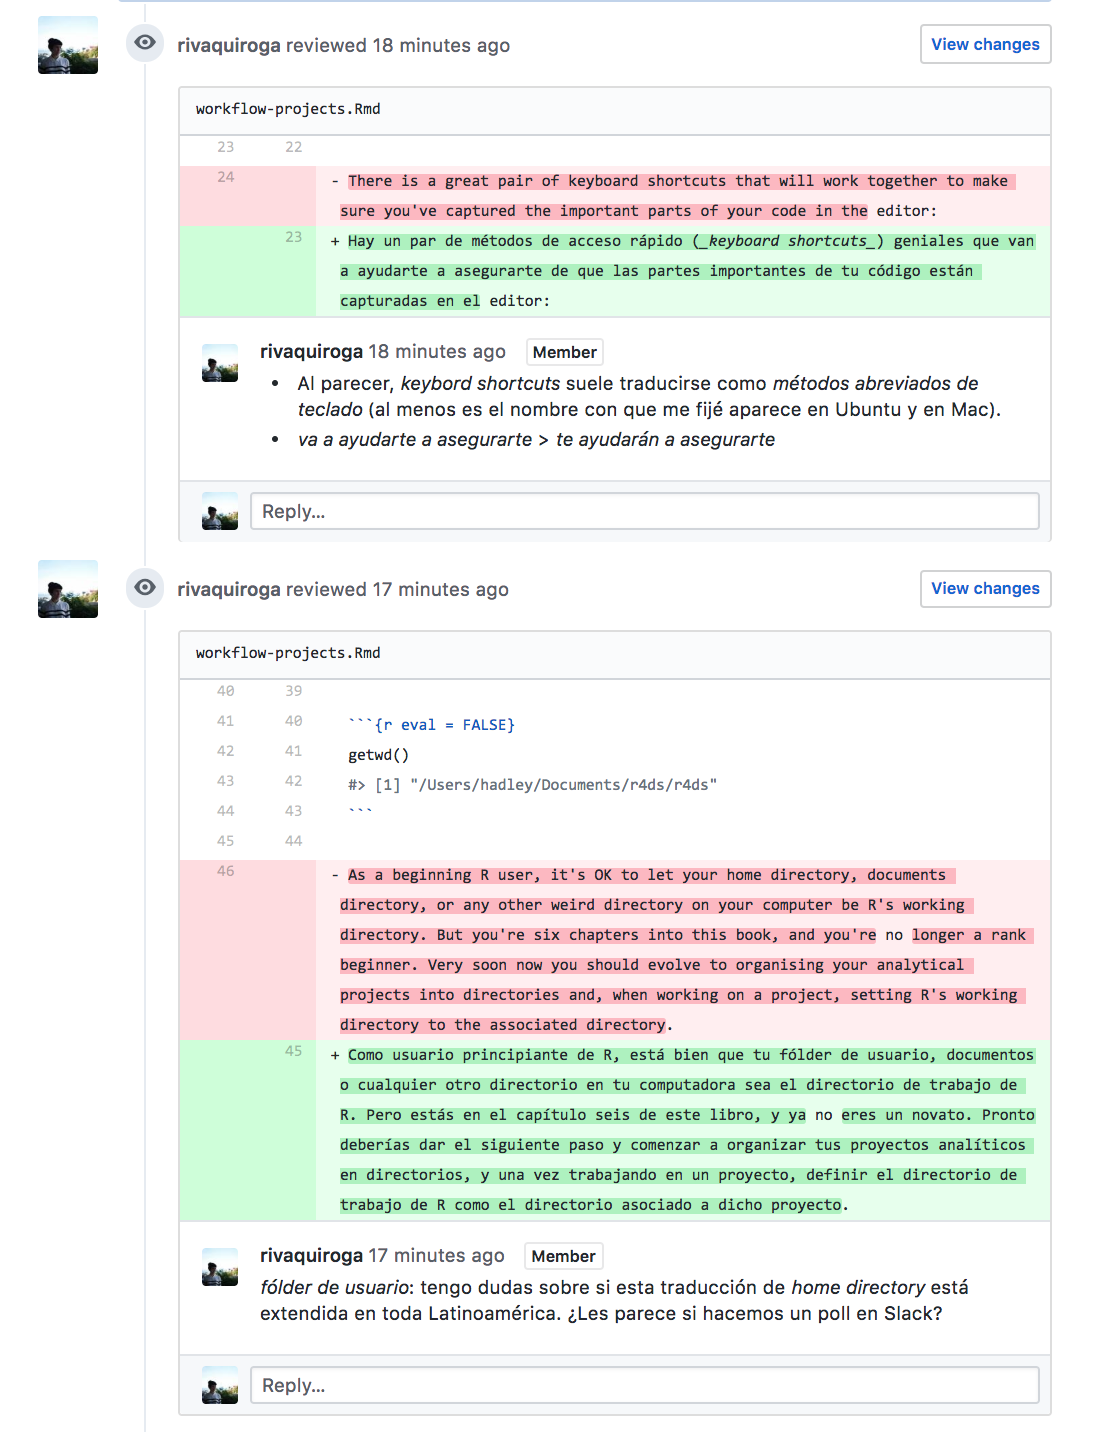 rivaquiroga reviewed 18 minutes ago
View changes
workflow-projects.Rmd
23 22
24 - There is a great pair of keyboard shortcuts that will work together to make
sure you've captured the important parts of your code in the editor:
23 + Hay un par de métodos de acceso rápido (_keyboard shortcuts_) geniales que van
a ayudarte a asegurarte de que las partes importantes de tu código están
capturadas en el editor:
rivaquiroga 18 minutes ago Member
• Al parecer, keybord shortcuts suele traducirse como métodos abreviados de
teclado (al menos es el nombre con que me fijé aparece en Ubuntu y en Mac).
• va a ayudarte a asegurarte > te ayudarán a asegurarte
Reply...
rivaquiroga reviewed 17 minutes ago
View changes
workflow-projects.Rmd
40 39
41 40 ```{r eval = FALSE}
42 41 getwd()
43 42 #> [1] "/Users/hadley/Documents/r4ds/r4ds"
44 43 ```
45 44
46 - As a beginning R user, it's OK to let your home directory, documents
directory, or any other weird directory on your computer be R's working
directory. But you're six chapters into this book, and you're no longer a rank
beginner. Very soon now you should evolve to organising your analytical
projects into directories and, when working on a project, setting R's working
directory to the associated directory.
45 + Como usuario principiante de R, está bien que tu fólder de usuario, documentos
o cualquier otro directorio en tu computadora sea el directorio de trabajo de
R. Pero estás en el capítulo seis de este libro, y ya no eres un novato. Pronto
deberías dar el siguiente paso y comenzar a organizar tus proyectos analíticos
en directorios, y una vez trabajando en un proyecto, definir el directorio de
trabajo de R como el directorio asociado a dicho proyecto.
rivaquiroga 17 minutes ago Member
fólder de usuario: tengo dudas sobre si esta traducción de home directory está
extendida en toda Latinoamérica. ¿Les parece si hacemos un poll en Slack?
Reply...